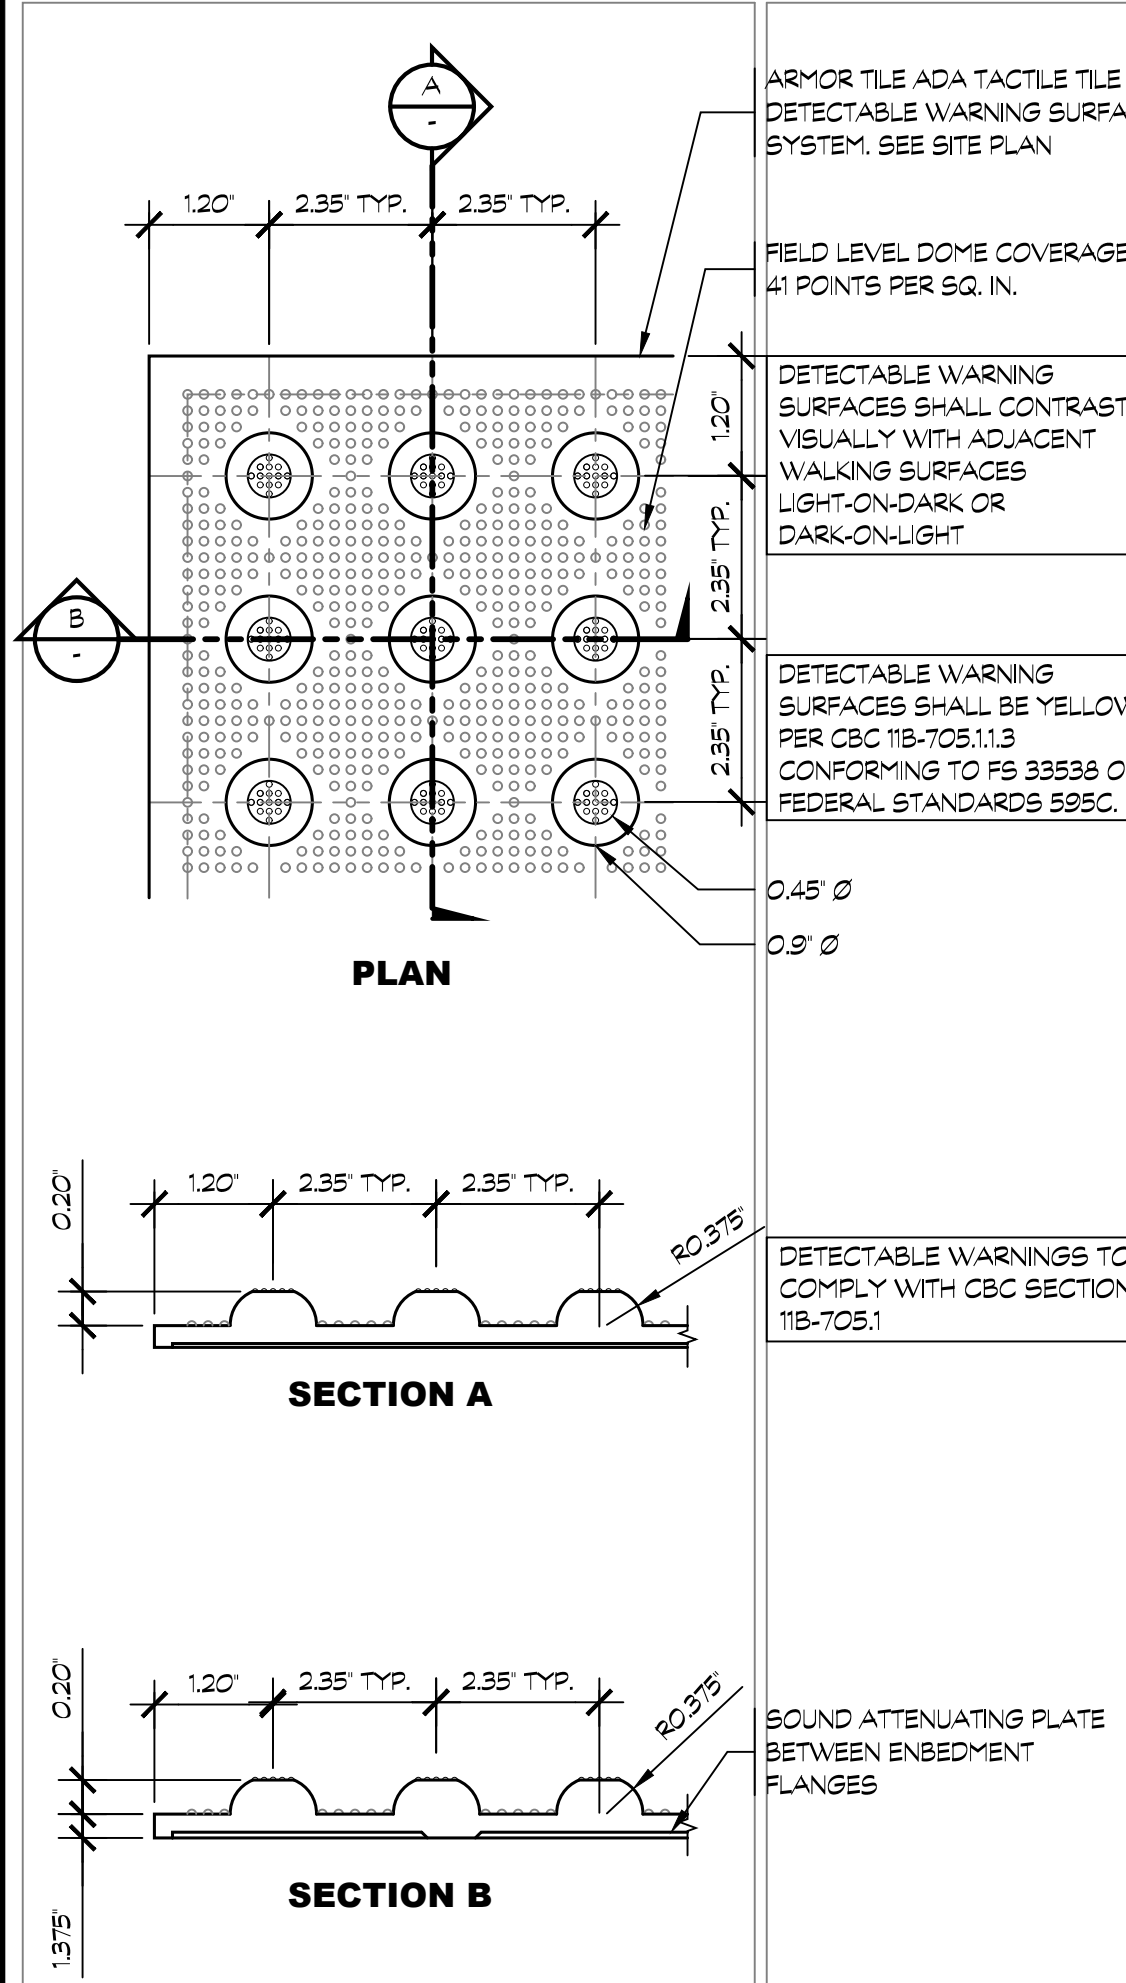 A
-
ARMOR TILE ADA TACTILE TILE
DETECTABLE WARNING
SYSTEM. SEE SITE PLAN
1.20" 2.35" TYP. 2.35" TYP.
FIELD LEVEL DOME COVERAGE
41 POINTS PER SQ. IN.
1.20"
2.35" TYP.
2.35" TYP.
DETECTABLE WARNING
SURFACES SHALL CONTRAST
VISUALLY WITH ADJACENT
WALKING SURFACES
LIGHT-ON-DARK OR
DARK-ON-LIGHT
B
-
DETECTABLE WARNING
SURFACES SHALL BE YELLOW
PER CBC 11B-705.1.1.3
CONFORMING TO FS 33538
FEDERAL STANDARDS 595C.
0.45" Ø
0.9" Ø
PLAN
0.20"
1.20" 2.35" TYP. 2.35" TYP.
R0.375"
DETECTABLE WARNINGS TO
COMPLY WITH CBC SECTION
11B-705.1
SECTION A
0.20"
1.20" 2.35" TYP. 2.35" TYP.
R0.375"
SOUND ATTENUATING PLATE
BETWEEN ENBEDMENT
FLANGES
SECTION B
1.375"